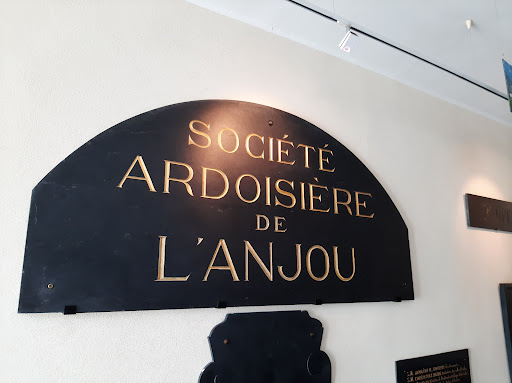 SOCIÉTÉ
ARDOISIÈRE
DE
L'ANJOU